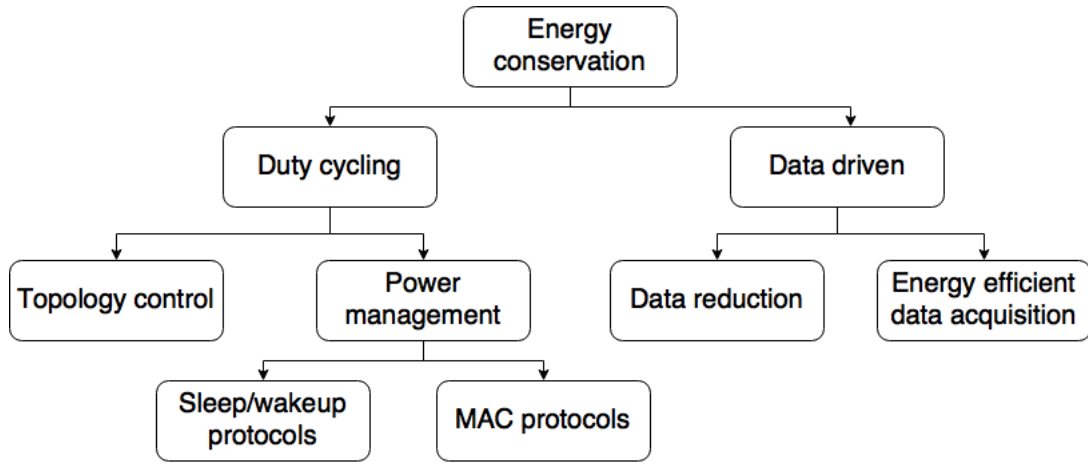 Energy
conservation
Duty cycling
Data driven
Topology control
Power
management
Data reduction
Energy efficient
data acquisition
Sleep/wakeup
protocols
MAC protocols